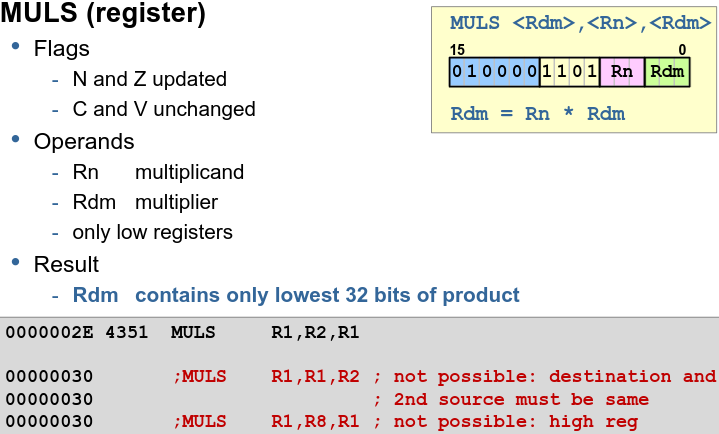 MULS (register)
• Flags
- N and Z updated
- C and V unchanged
• Operands
- Rn multiplicand
- Rdm multiplier
- only low registers
• Result
- Rdm contains only lowest 32 bits of product
MULS <Rdm>,<Rn>,<Rdm>
15 0
0 1 0 0 0 0 1 1 0 1 Rn Rdm
Rdm = Rn * Rdm
0000002E 4351 MULS R1,R2,R1
00000030 ;MULS R1,R1,R2 ; not possible: destination and
00000030 ; 2nd source must be same
00000030 ;MULS R1,R8,R1 ; not possible: high reg